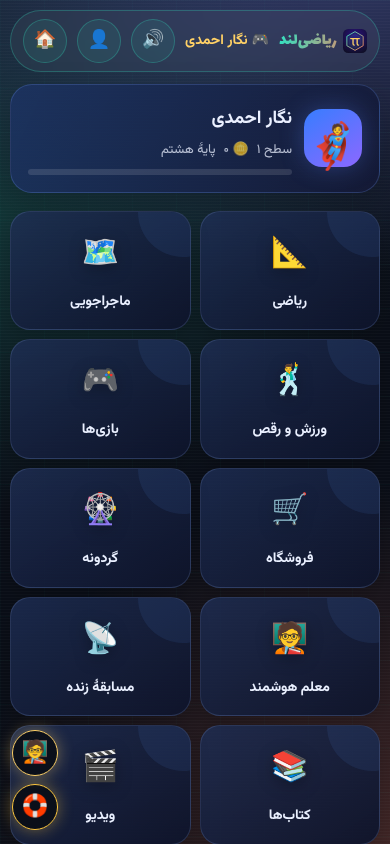 ریاضی‌لند نگار احمدی
نگار احمدی
سطح ۱ ۰ پایهٔ هشتم
ریاضی ماجراجویی
ورزش و رقص بازی‌ها
فروشگاه گردونه
معلم هوشمند مسابقهٔ زنده
کتاب‌ها ویدیو